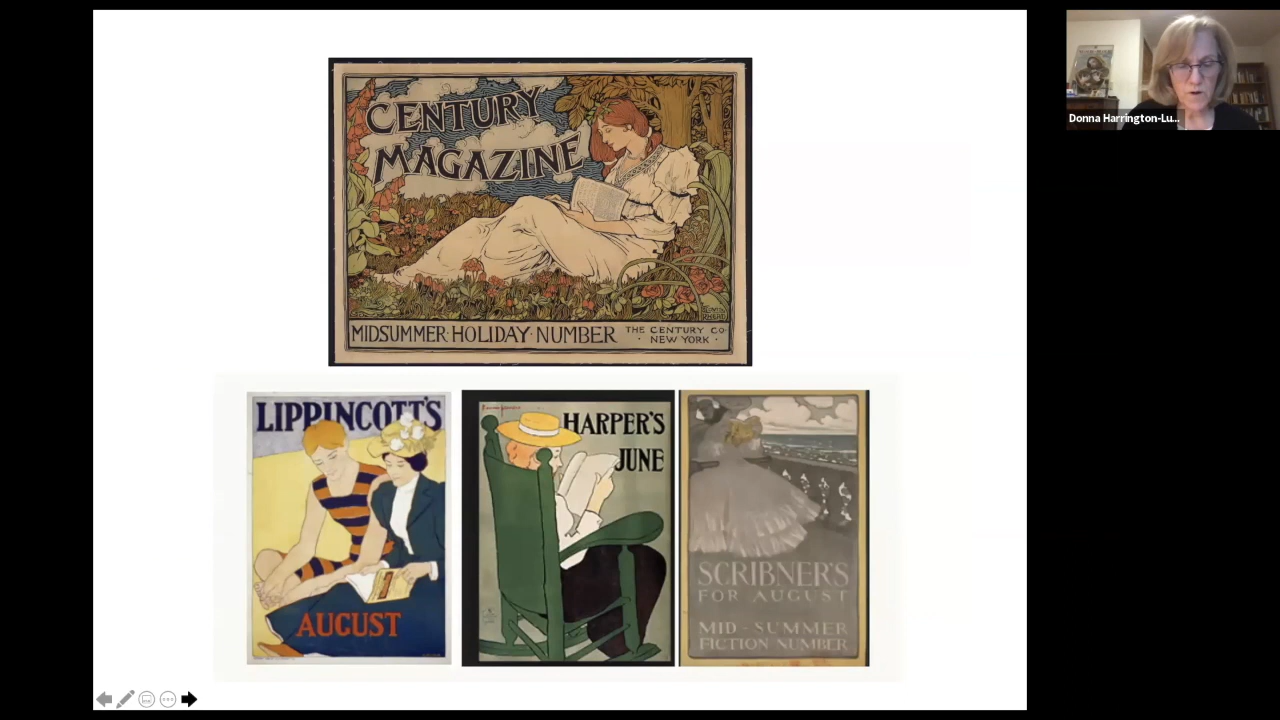 CENTURY
MAGAZINE
MIDSUMMER·HOLIDAY·NUMBER
THE CENTURY CO·
· NEW YORK ·
LIPPINCOTT'S
AUGUST
HARPER'S
JUNE
SCRIBNER'S
FOR AUGUST
MID-SUMMER
FICTION NUMBER
Donna Harrington-Lu...